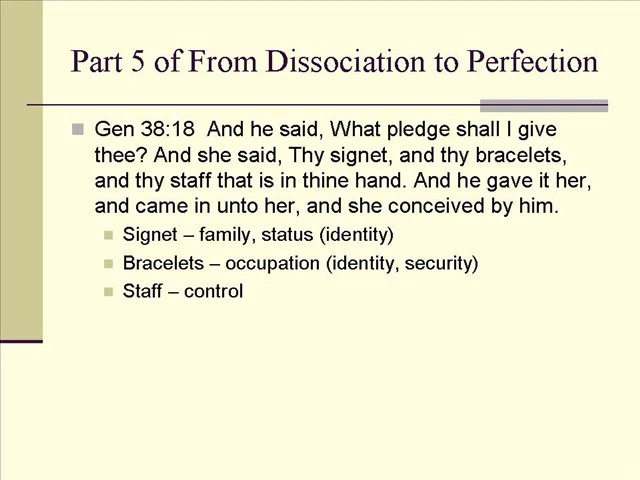 Part 5 of From Dissociation to Perfection
Gen 38:18 And he said, What pledge shall I give
thee? And she said, Thy signet, and thy bracelets,
and thy staff that is in thine hand. And he gave it her,
and came in unto her, and she conceived by him.
Signet – family, status (identity)
Bracelets – occupation (identity, security)
Staff – control